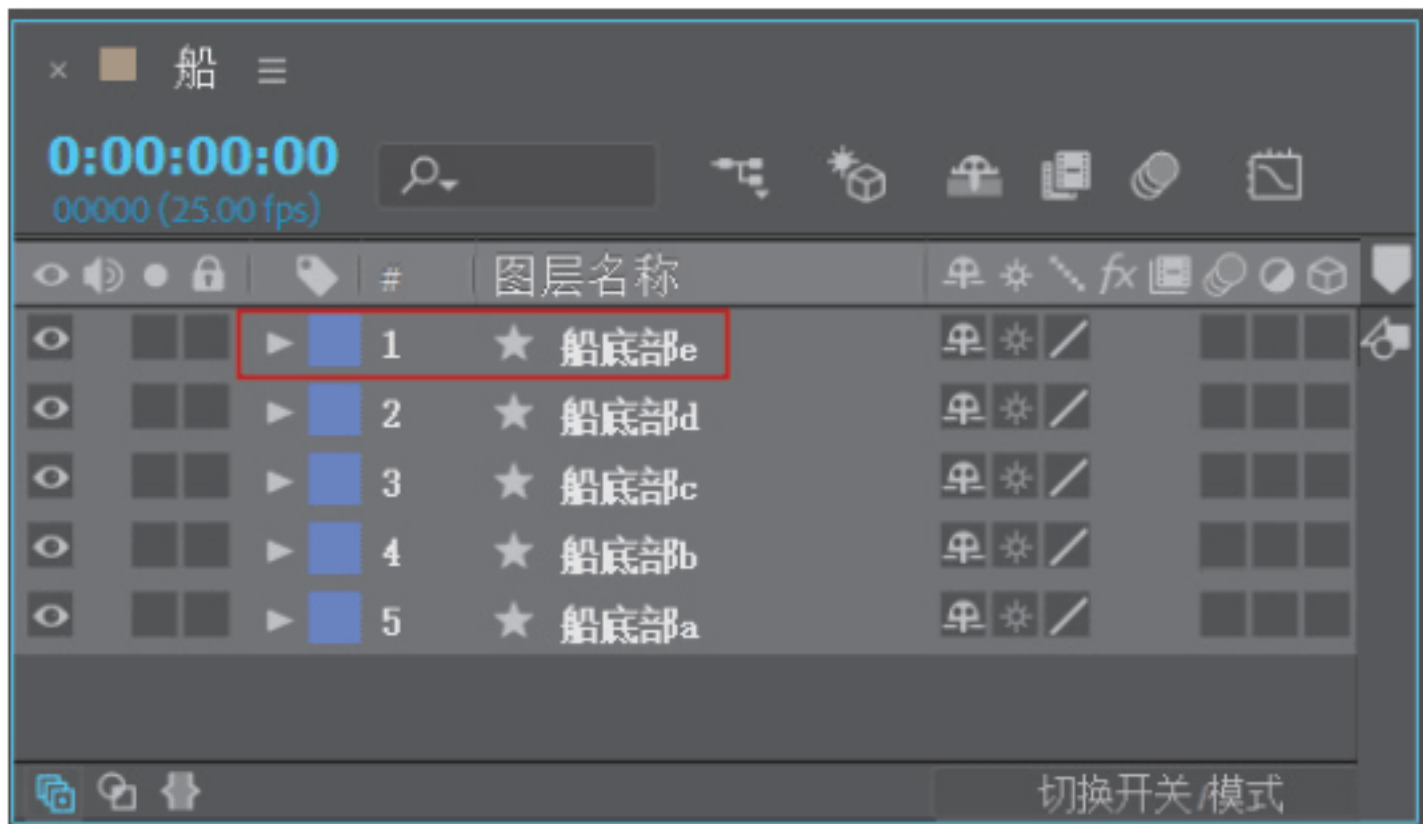 船
0:00:00:00
00000 (25.00 fps)
# 图层名称 fx
1 船底部e
2 船底部d
3 船底部c
4 船底部b
5 船底部a
切换开关/模式